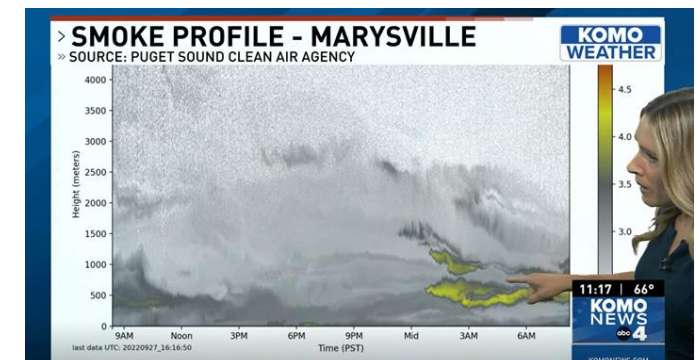 > SMOKE PROFILE - MARYSVILLE
» SOURCE: PUGET SOUND CLEAN AIR AGENCY
KOMO
WEATHER
4000
3500
3000
2500
2000
1500
1000
500
0
Height (meters)
9AM Noon 3PM 6PM 9PM Mid 3AM 6AM
Time (PST)
last data UTC: 20220927_16:16:50
4.5
4.0
3.5
3.0
11:17 | 66°
KOMO
NEWS
abc 4
KOMONEWS.COM